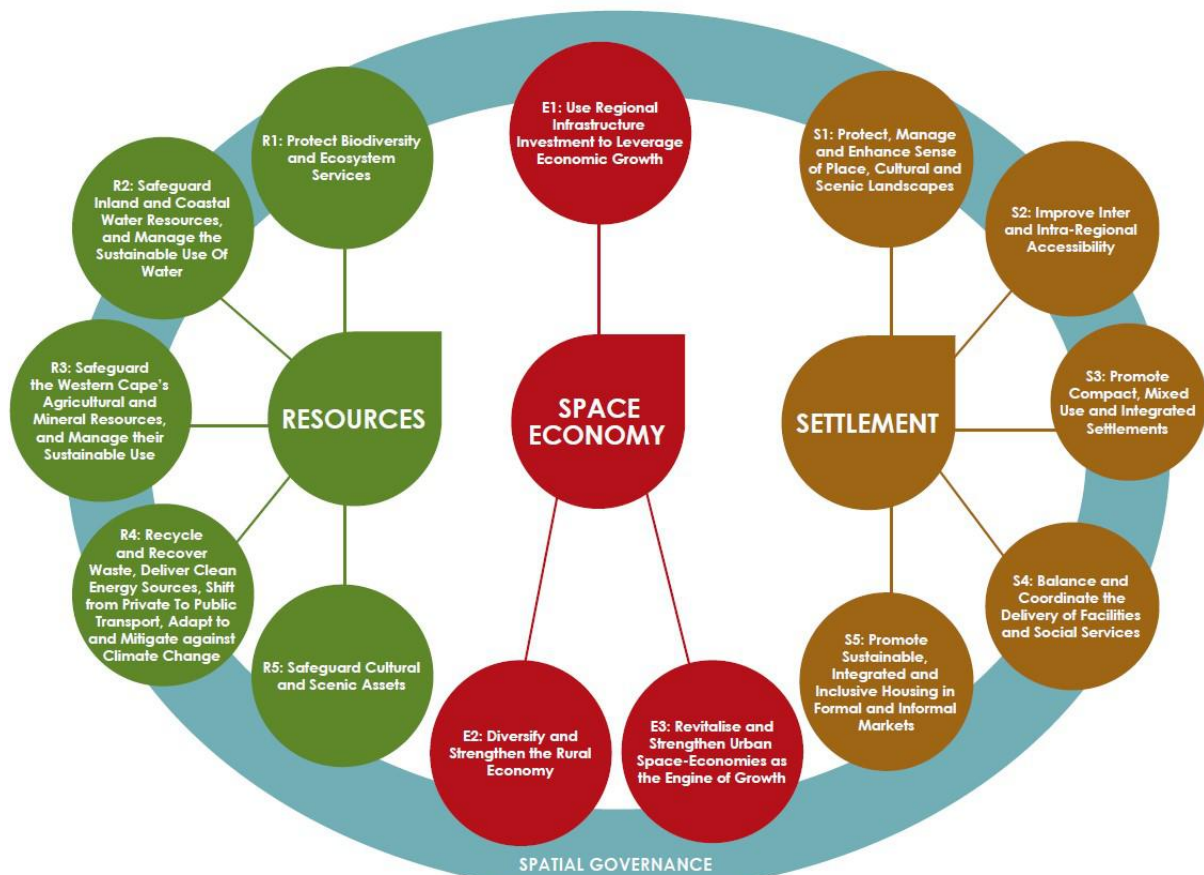 R1: Protect Biodiversity
and Ecosystem
Services
R2: Safeguard
Inland and Coastal
Water Resources,
and Manage the
Sustainable Use Of
Water
R3: Safeguard
the Western Cape's
Agricultural and
Mineral Resources,
and Manage their
Sustainable Use
R4: Recycle
and Recover
Waste, Deliver Clean
Energy Sources, Shift
from Private To Public
Transport, Adapt to
and Mitigate against
Climate Change
R5: Safeguard Cultural
and Scenic Assets
RESOURCES
E1: Use Regional
Infrastructure
Investment to Leverage
Economic Growth
SPACE
ECONOMY
E2: Diversify and
Strengthen the Rural
Economy
E3: Revitalise and
Strengthen Urban
Space-Economies as
the Engine of Growth
S1: Protect, Manage
and Enhance Sense
of Place, Cultural and
Scenic Landscapes
S2: Improve Inter
and Intra-Regional
Accessibility
S3: Promote
Compact, Mixed
Use and Integrated
Settlements
SETTLEMENT
S4: Balance and
Coordinate the
Delivery of Facilities
and Social Services
S5: Promote
Sustainable,
Integrated and
Inclusive Housing in
Formal and Informal
Markets
SPATIAL GOVERNANCE